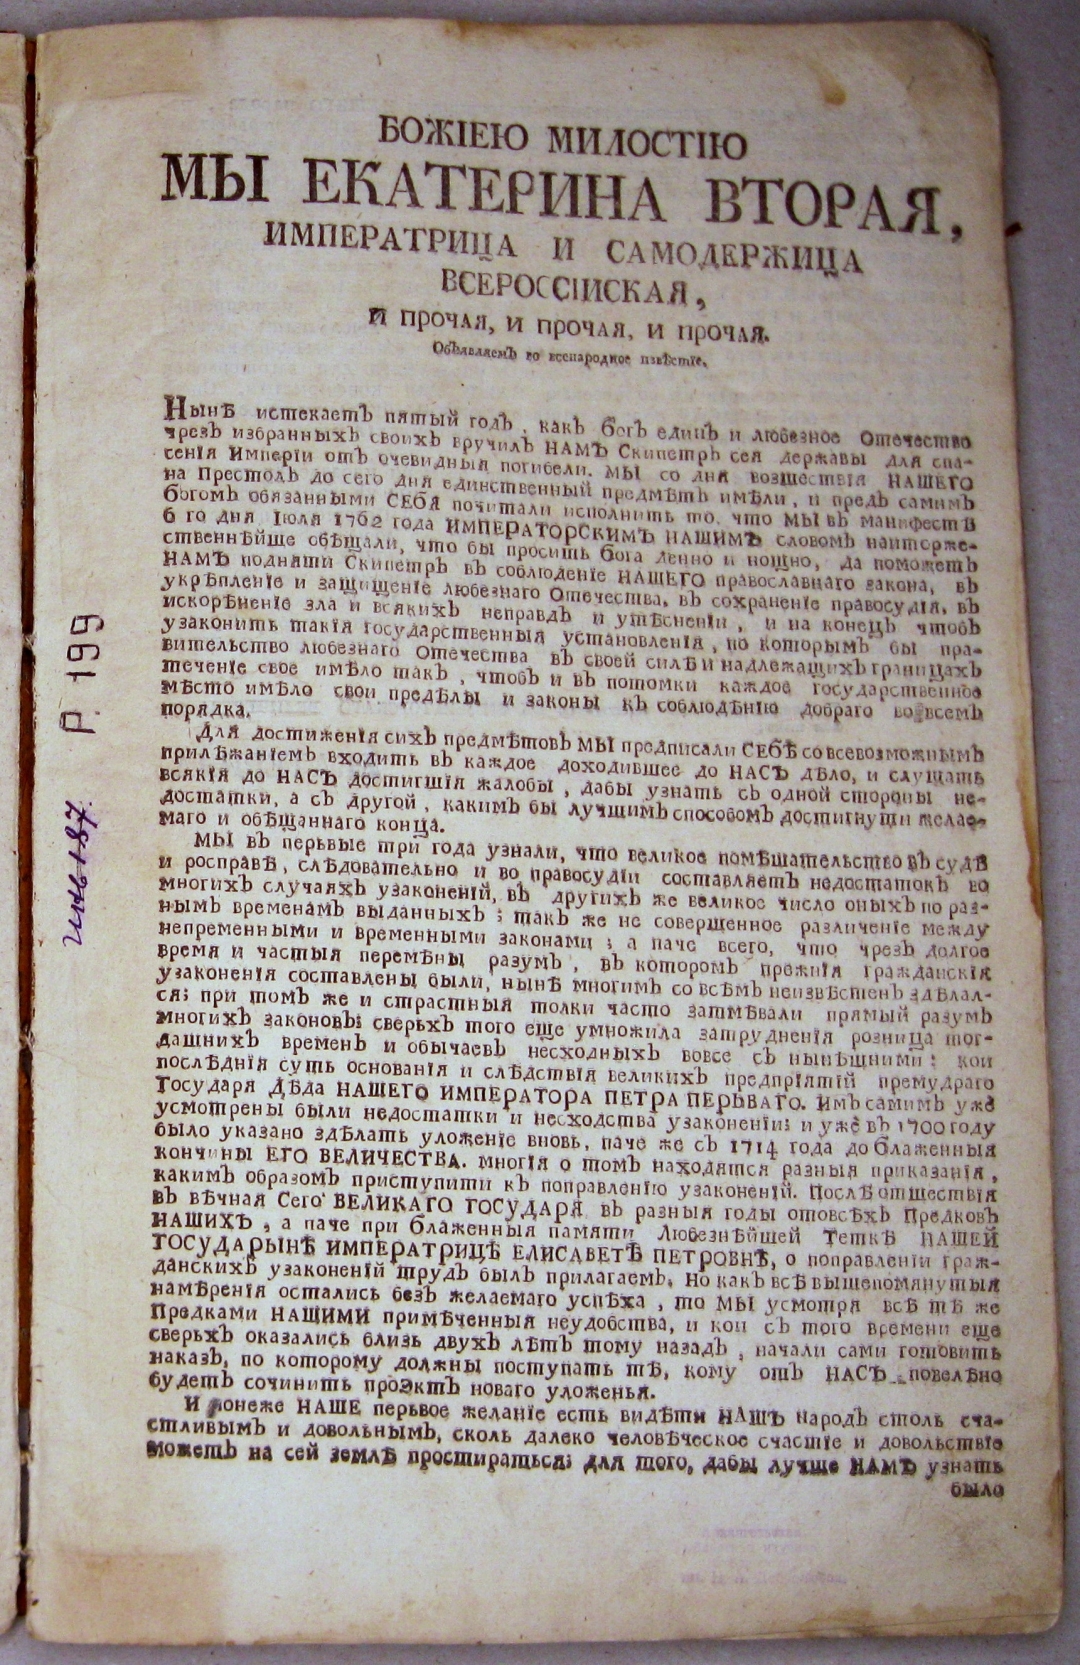 БОЖІЕЮ МИЛОСТІЮ
МЫ ЕКАТЕРИНА ВТОРАЯ,
ИМПЕРАТРИЦА И САМОДЕРЖИЦА
ВСЕРОССІИСКАЯ,
И ПРОЧАЯ, И ПРОЧАЯ, И ПРОЧАЯ.
Объявляемъ во всенародное извѣстіе.
Нынѣ истекаетъ пятый годъ, какъ богъ единъ и любезное Отечество
чрезъ избранныхъ своихъ вручилъ НАМЪ Скипетръ сея державы для спа-
сенія Имперіи отъ очевидныя погибели. МЫ со дня возшествія НАШЕГО
на Престолъ до сего дня единственный предмѣтъ имѣли, и предъ самимъ
богомъ обязанными СЕБЯ почитали исполнить то, что МЫ въ манифестѣ
6 го дня Іюля 1762 года ИМПЕРАТОРСКИМЪ НАШИМЪ словомъ наиторже-
ственнѣйше обѣщали, что бы просить бога денно и нощно, да поможетъ
НАМЪ подняти Скипетръ въ соблюденіе НАШЕГО православнаго закона, въ
укрѣпленіе и защищеніе любезнаго Отечества, въ сохраненіе правосудія, въ
искорѣненіе зла и всякихъ неправдъ и утѣсненіи, и на конецъ чтобъ
узаконить такія государственныя установленія, по которымъ бы пра-
вительство любезнаго Отечества въ своей силѣ и надлежащихъ границахъ
теченіе свое имѣло такъ, чтобъ и въ потомки каждое государственное
мѣсто имѣло свои предѣлы и законы къ соблюдѣнію добраго во всемъ
порядка.
Для достиженія сихъ предмѣтовъ МЫ предписали СЕБѢ со всевозможнымъ
прилѣжаніемъ входить въ каждое доходившее до НАСЪ дѣло, и слушать
всякія до НАСЪ достигшія жалобы, дабы узнать съ одной стороны не-
достатки, а съ другой, какимъ бы лучшимъ способомъ достигнути желае-
маго и обѣщаннаго конца.
МЫ въ перьвые три года узнали, что великое помѣшательство въ судѣ
и росправѣ, слѣдовательно и во правосудіи составляетъ недостатокъ во
многихъ случаяхъ узаконеній, въ другихъ же великое число оныхъ по раз-
нымъ временамъ выданныхъ; такъ же не совершенное различеніе между
непременными и временными законами; а паче всего, что чрезъ долгое
время и частыя перемѣны разумъ, въ которомъ прежнія гражданскія
узаконенія составлены были, нынѣ многимъ со всѣмъ неизвѣстенъ здѣлал-
ся; при томъ же и страстныя толки часто затмѣвали прямый разумъ
многихъ законовъ; сверьхъ того еще умножила затрудненія розница тог-
дашнихъ временъ и обычаевъ несходныхъ вовсе съ нынѣшними: кои
послѣднія суть основанія и слѣдствія великихъ предпріятій премудраго
Государя Дѣда НАШЕГО ИМПЕРАТОРА ПЕТРА ПЕРЬВАГО. Имъ самимъ уже
усмотрены были недостатки и несходства узаконеніи; и уже въ 1700 году
было указано здѣлать уложеніе вновь, паче же съ 1714 года до блаженныя
кончины ЕГО ВЕЛИЧЕСТВА. многія о томъ находятся разныя приказанія,
какимъ образомъ приступити къ поправленію узаконеній. Послѣ отшествія
въ вѣчная Сего ВЕЛИКАГО ГОСУДАРЯ въ разныя годы отовсѣхъ Предковъ
НАШИХЪ, а паче при блаженныя памяти Любезнѣйшей Теткѣ НАШЕЙ
ГОСУДАРЫНѢ ИМПЕРАТРИЦѢ ЕЛИСАВЕТѢ ПЕТРОВНѢ, о поправленіи граж-
данскихъ узаконеній трудъ былъ прилагаемъ. Но какъ всѣ вышепомянутыя
намѣренія остались безъ желаемаго успѣха, то МЫ усмотря всѣ тѣ же
Предками НАШИМИ примѣченныя неудобства, и кои съ того времени еще
сверьхъ оказались близь двухъ лѣтъ тому назадъ, начали сами готовить
наказъ, по которому должны поступать тѣ, кому отъ НАСЪ повелѣно
будетъ сочинить проэктъ новаго уложенья.
И понеже НАШЕ перьвое желаніе есть видѣти НАШЪ народъ столь сча-
стливымъ и довольнымъ, сколь далеко человѣческое счастіе и довольствіе
можетъ на сей землѣ простираться; для того, дабы лучше НАМЪ узнать
было
Р. 199
инв 187